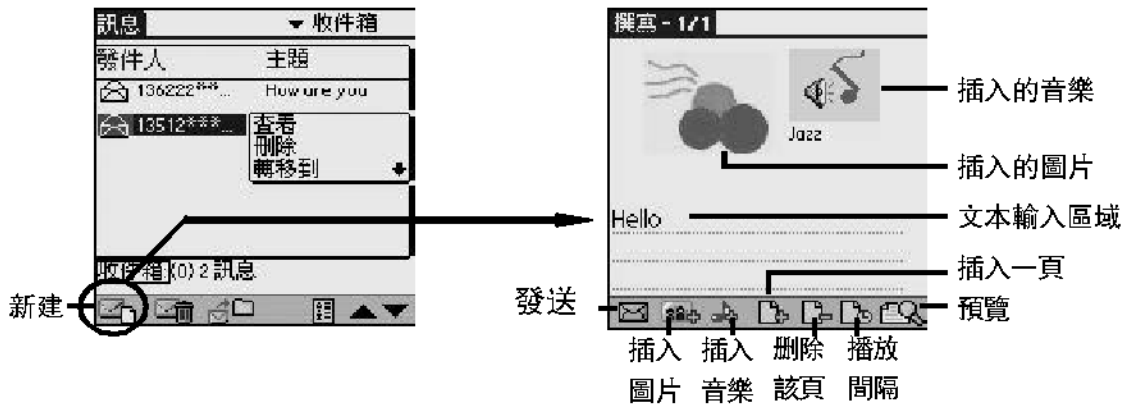 訊息 收件箱
發件人 主題
136222**... How are you
13512***...
查看
刪除
轉移到
收件箱:(0) 2 訊息
新建
撰寫 - 1/1
Jazz
插入的音樂
插入的圖片
Hello
文本輸入區域
插入一頁
發送
預覽
插入 插入 刪除 播放
圖片 音樂 該頁 間隔